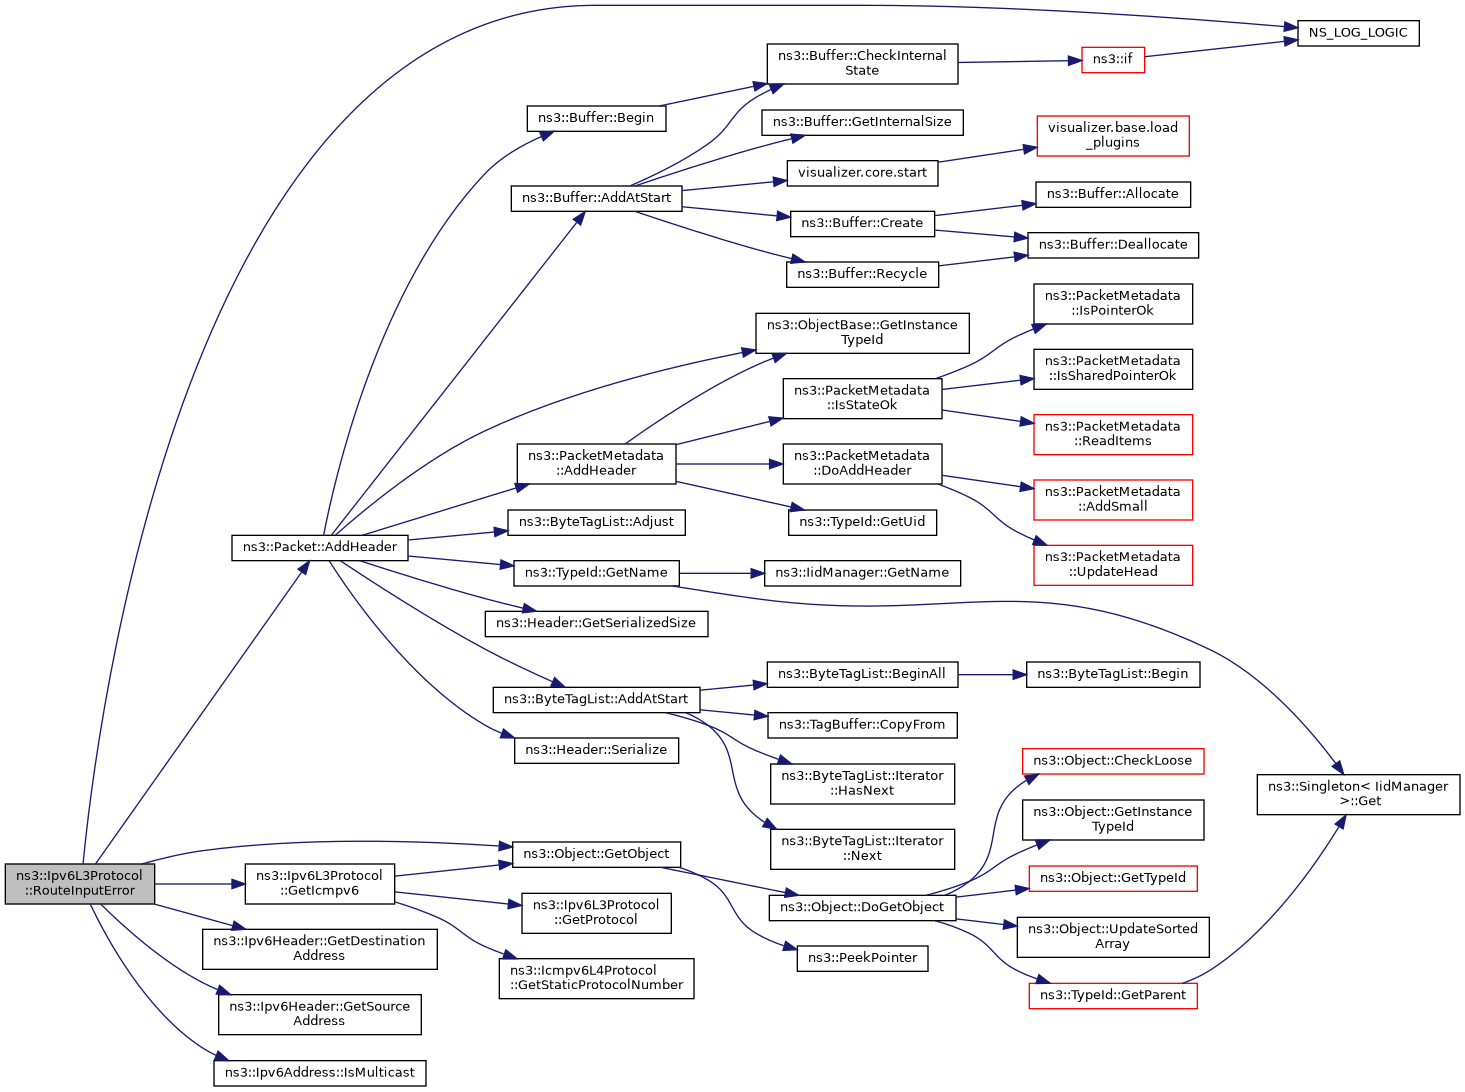 NS_LOG_LOGIC
ns3::Buffer::CheckInternal
State
ns3::if
ns3::Buffer::Begin
ns3::Buffer::GetInternalSize
visualizer.base.load
_plugins
visualizer.core.start
ns3::Buffer::AddAtStart
ns3::Buffer::Allocate
ns3::Buffer::Create
ns3::Buffer::Deallocate
ns3::Buffer::Recycle
ns3::PacketMetadata
::IsPointerOk
ns3::ObjectBase::GetInstance
TypeId
ns3::PacketMetadata
::IsSharedPointerOk
ns3::PacketMetadata
::IsStateOk
ns3::PacketMetadata
::ReadItems
ns3::PacketMetadata
::AddHeader
ns3::PacketMetadata
::DoAddHeader
ns3::PacketMetadata
::AddSmall
ns3::ByteTagList::Adjust
ns3::TypeId::GetUid
ns3::Packet::AddHeader
ns3::PacketMetadata
::UpdateHead
ns3::TypeId::GetName
ns3::IidManager::GetName
ns3::Header::GetSerializedSize
ns3::ByteTagList::BeginAll
ns3::ByteTagList::Begin
ns3::ByteTagList::AddAtStart
ns3::TagBuffer::CopyFrom
ns3::Header::Serialize
ns3::Object::CheckLoose
ns3::ByteTagList::Iterator
::HasNext
ns3::Singleton< IidManager
>::Get
ns3::Object::GetInstance
TypeId
ns3::ByteTagList::Iterator
::Next
ns3::Object::GetObject
ns3::Ipv6L3Protocol
::RouteInputError
ns3::Ipv6L3Protocol
::GetIcmpv6
ns3::Object::GetTypeId
ns3::Ipv6L3Protocol
::GetProtocol
ns3::Object::DoGetObject
ns3::Object::UpdateSorted
Array
ns3::Ipv6Header::GetDestination
Address
ns3::PeekPointer
ns3::Icmpv6L4Protocol
::GetStaticProtocolNumber
ns3::TypeId::GetParent
ns3::Ipv6Header::GetSource
Address
ns3::Ipv6Address::IsMulticast